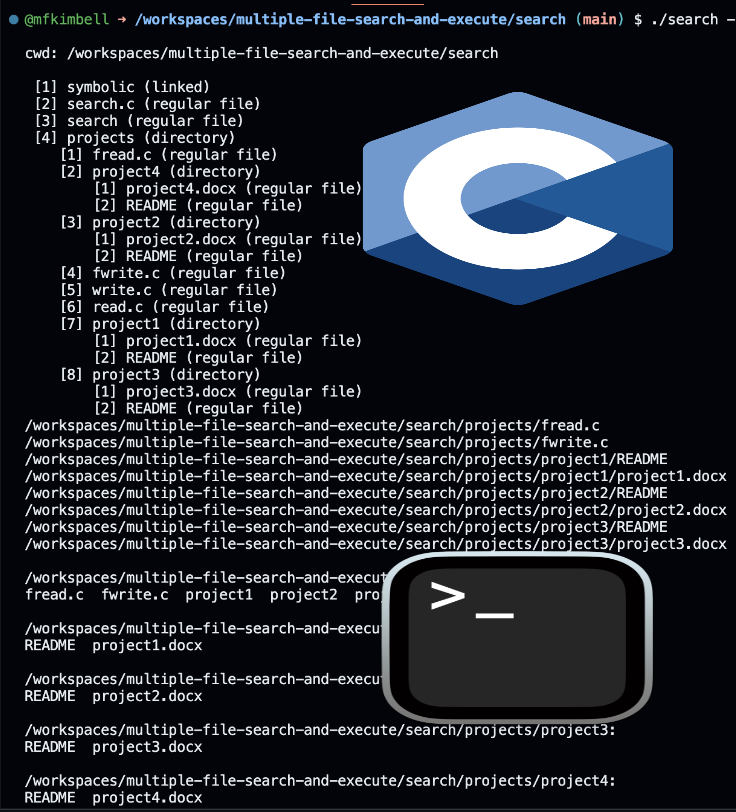 @mfkimbell → /workspaces/multiple-file-search-and-execute/search (main) $ ./search -
cwd: /workspaces/multiple-file-search-and-execute/search
[1] symbolic (linked)
[2] search.c (regular file)
[3] search (regular file)
[4] projects (directory)
[1] fread.c (regular file)
[2] project4 (directory)
[1] project4.docx (regular file)
[2] README (regular file)
[3] project2 (directory)
[1] project2.docx (regular file)
[2] README (regular file)
[4] fwrite.c (regular file)
[5] write.c (regular file)
[6] read.c (regular file)
[7] project1 (directory)
[1] project1.docx (regular file)
[2] README (regular file)
[8] project3 (directory)
[1] project3.docx (regular file)
[2] README (regular file)
C
/workspaces/multiple-file-search-and-execute/search/projects/fread.c
/workspaces/multiple-file-search-and-execute/search/projects/fwrite.c
/workspaces/multiple-file-search-and-execute/search/projects/project1/README
/workspaces/multiple-file-search-and-execute/search/projects/project1/project1.docx
/workspaces/multiple-file-search-and-execute/search/projects/project2/README
/workspaces/multiple-file-search-and-execute/search/projects/project2/project2.docx
/workspaces/multiple-file-search-and-execute/search/projects/project3/README
/workspaces/multiple-file-search-and-execute/search/projects/project3/project3.docx
/workspaces/multiple-file-search-and-execu
fread.c fwrite.c project1 project2
>_
/workspaces/multiple-file-search-and-execu
README project1.docx
/workspaces/multiple-file-search-and-execu
README project2.docx
/workspaces/multiple-file-search-and-execute/search/projects/project3:
README project3.docx
/workspaces/multiple-file-search-and-execute/search/projects/project4:
README project4.docx